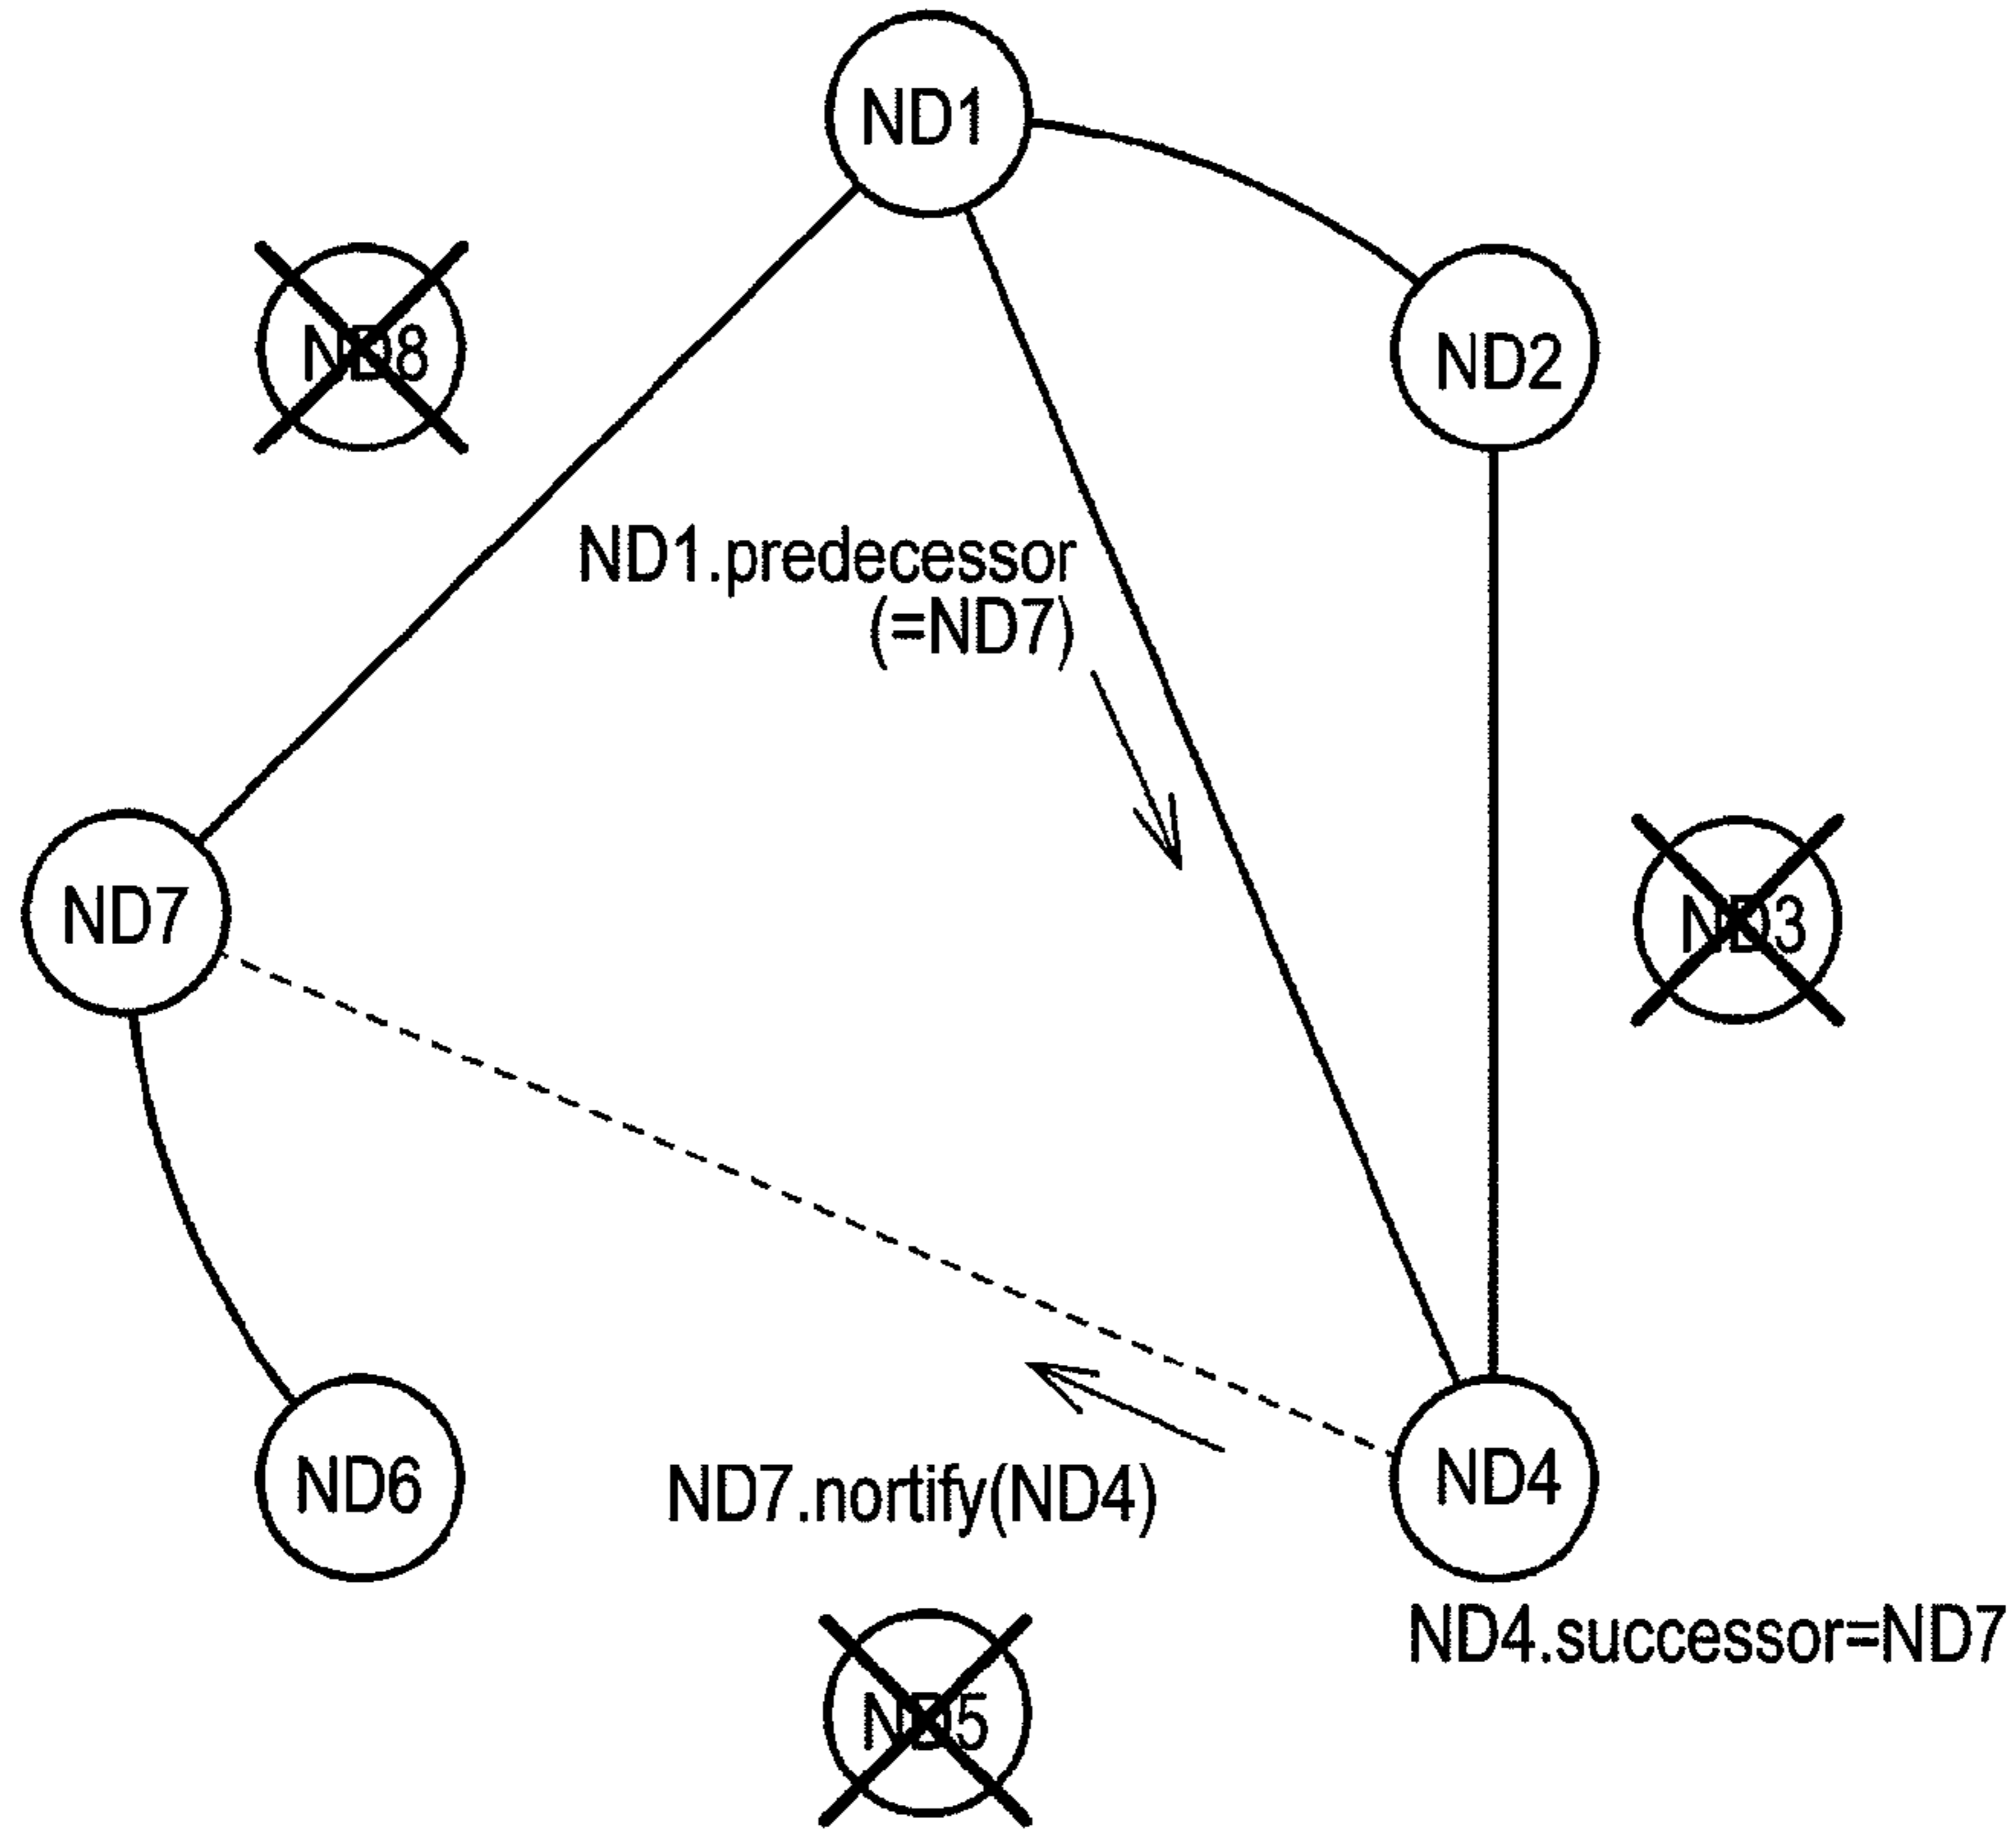 ND1
ND8
ND2
ND1.predecessor
(=ND7)
ND7
ND3
ND6
ND7.nortify(ND4)
ND4
ND4.successor=ND7
ND5